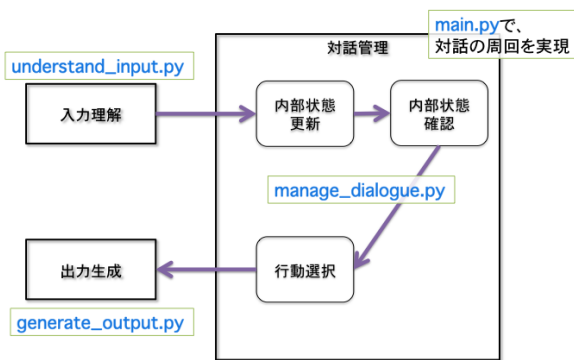 main.pyで、
対話の周回を実現
対話管理
understand_input.py
入力理解
内部状態
更新
内部状態
確認
manage_dialogue.py
出力生成
行動選択
generate_output.py